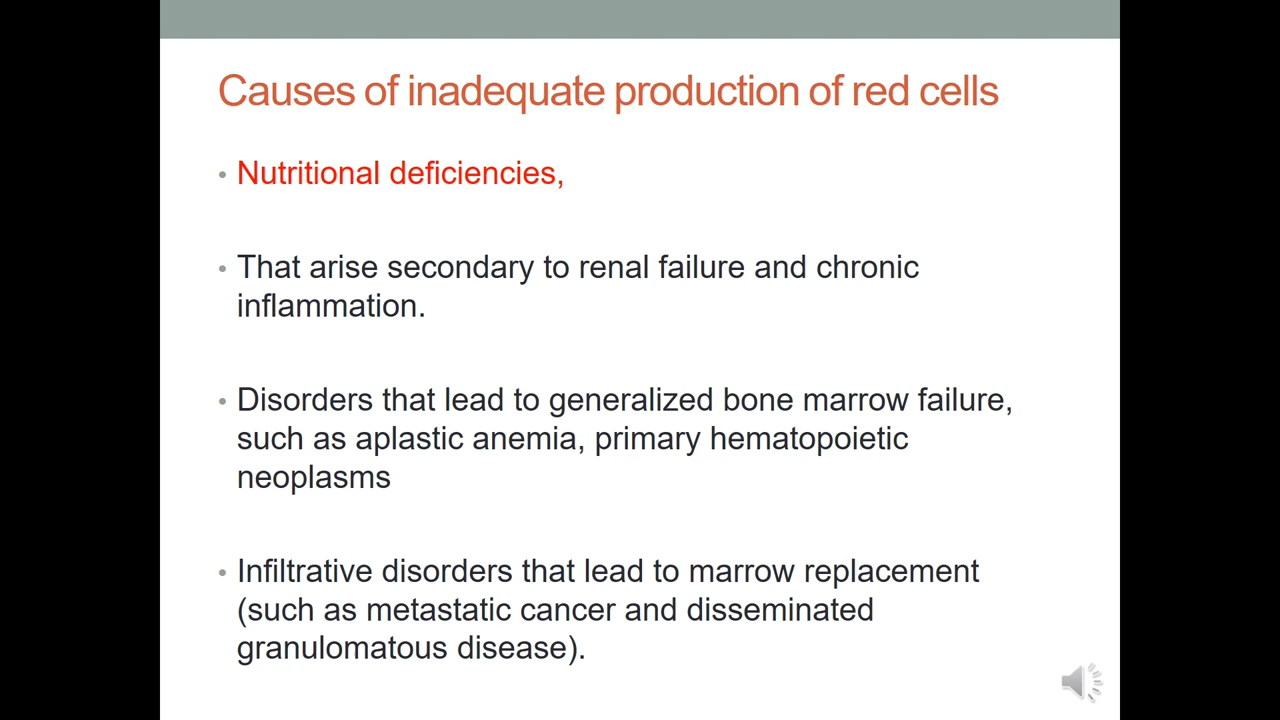 Causes of inadequate production of red cells
• Nutritional deficiencies,
• That arise secondary to renal failure and chronic
inflammation.
• Disorders that lead to generalized bone marrow failure,
such as aplastic anemia, primary hematopoietic
neoplasms
• Infiltrative disorders that lead to marrow replacement
(such as metastatic cancer and disseminated
granulomatous disease).